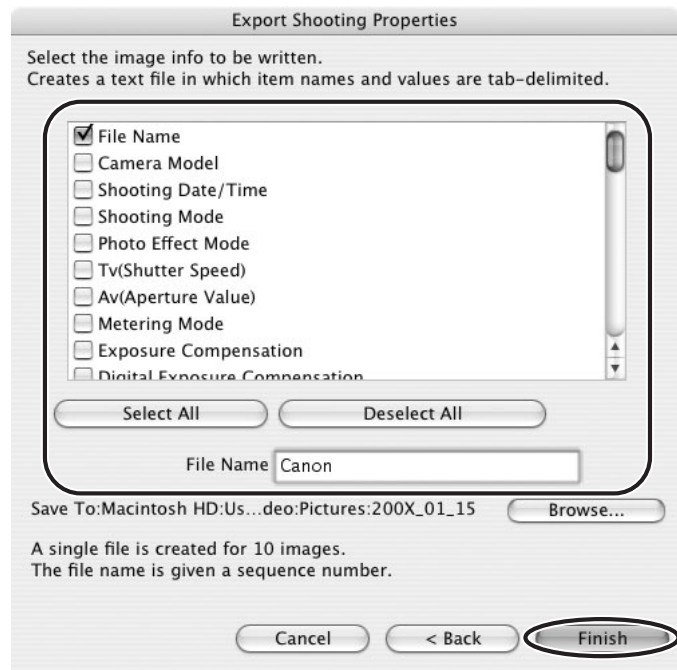 Export Shooting Properties
Select the image info to be written.
Creates a text file in which item names and values are tab-delimited.
File Name
Camera Model
Shooting Date/Time
Shooting Mode
Photo Effect Mode
Tv(Shutter Speed)
Av(Aperture Value)
Metering Mode
Exposure Compensation
Digital Exposure Compensation
Select All Deselect All
File Name Canon
Save To:Macintosh HD:Us...deo:Pictures:200X_01_15 Browse...
A single file is created for 10 images.
The file name is given a sequence number.
Cancel < Back Finish